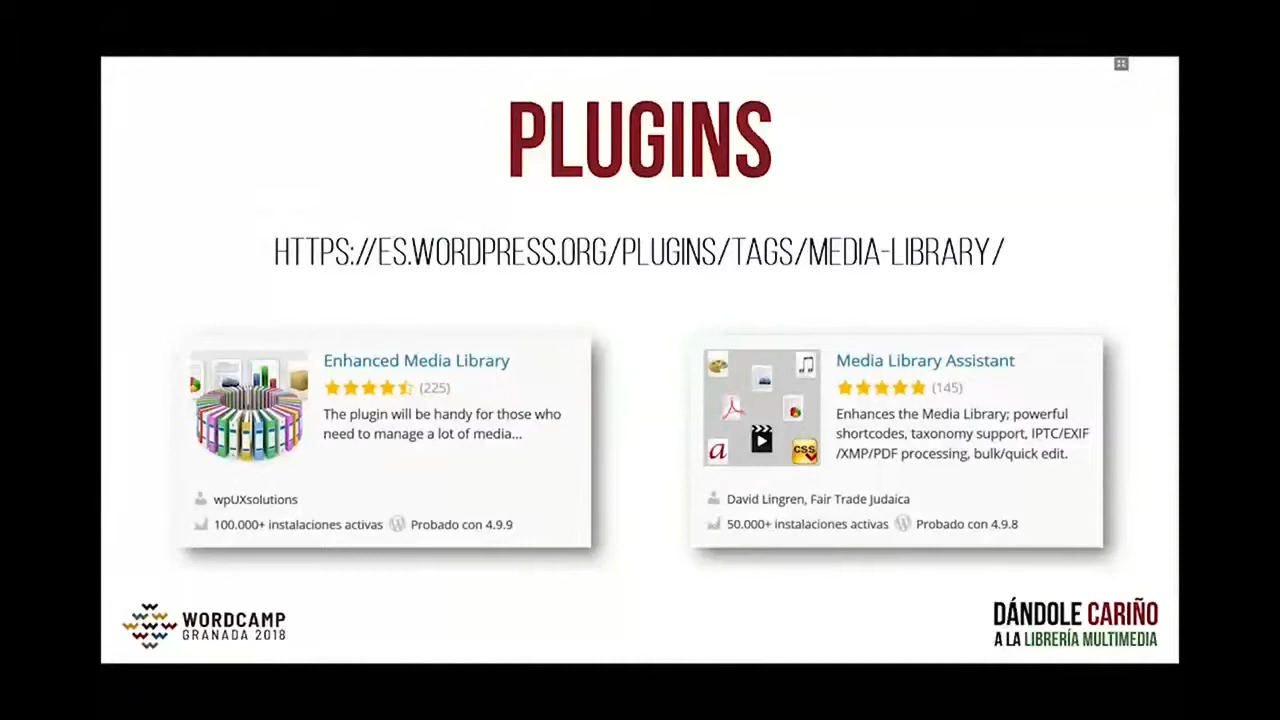 PLUGINS
HTTPS://ES.WORDPRESS.ORG/PLUGINS/TAGS/MEDIA-LIBRARY/
Enhanced Media Library
(225)
The plugin will be handy for those who
need to manage a lot of media...
wpUXsolutions
100.000+ instalaciones activas Probado con 4.9.9
Media Library Assistant
(145)
Enhances the Media Library; powerful
shortcodes, taxonomy support, IPTC/EXIF
/XMP/PDF processing, bulk/quick edit.
a
CSS
David Lingren, Fair Trade Judaica
50.000+ instalaciones activas Probado con 4.9.8
WORDCAMP
GRANADA 2018
DÁNDOLE CARIÑO
A LA LIBRERÍA MULTIMEDIA